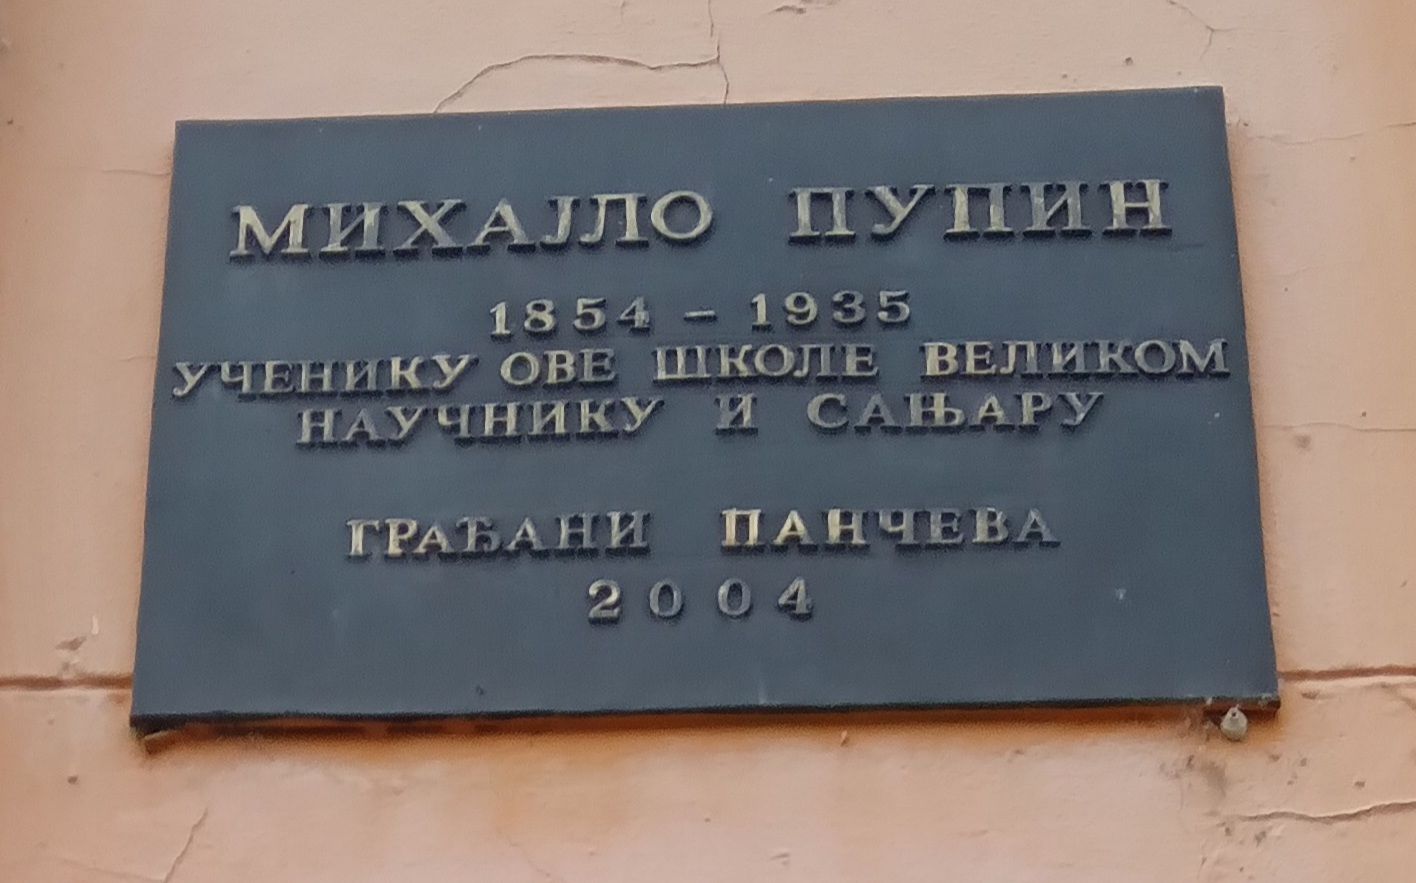 МИХАЈЛО ПУПИН
1854 - 1935
УЧЕНИКУ ОВЕ ШКОЛЕ ВЕЛИКОМ
НАУЧНИКУ И САЊАРУ
ГРАЂАНИ ПАНЧЕВА
2004